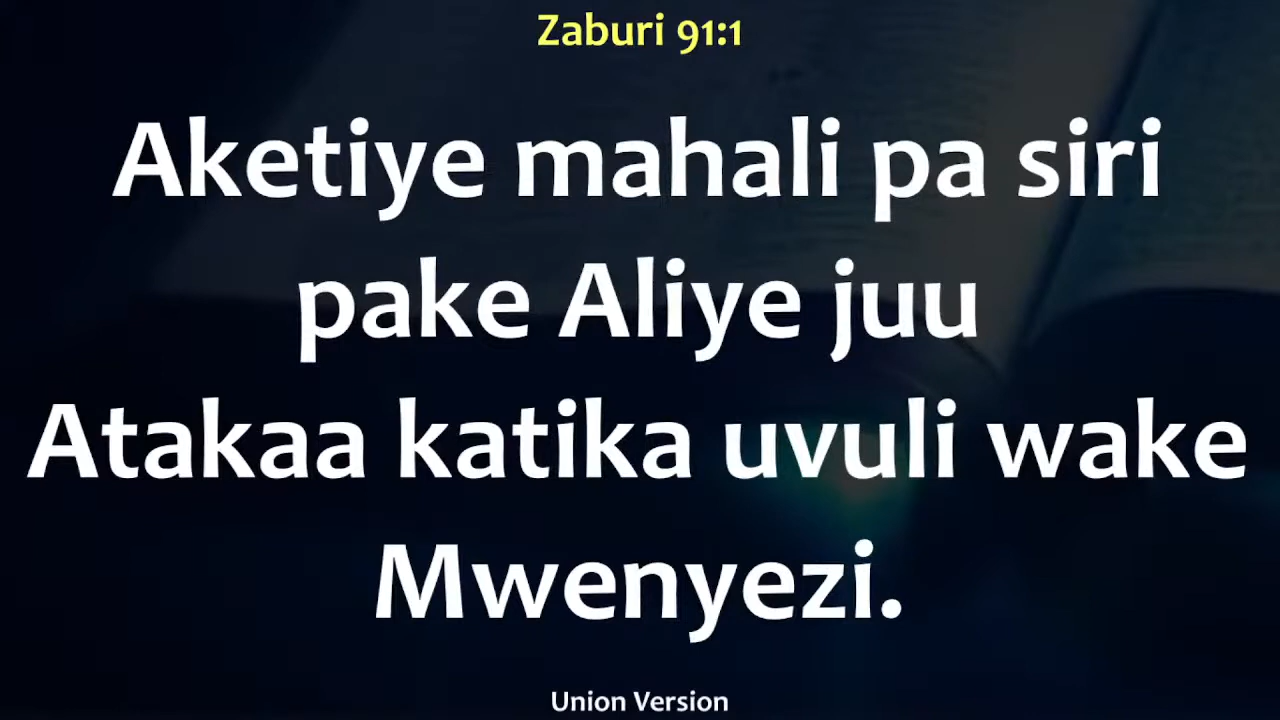 Zaburi 91:1
Aketiye mahali pa siri
pake Aliye juu
Atakaa katika uvuli wake
Mwenyezi.
Union Version